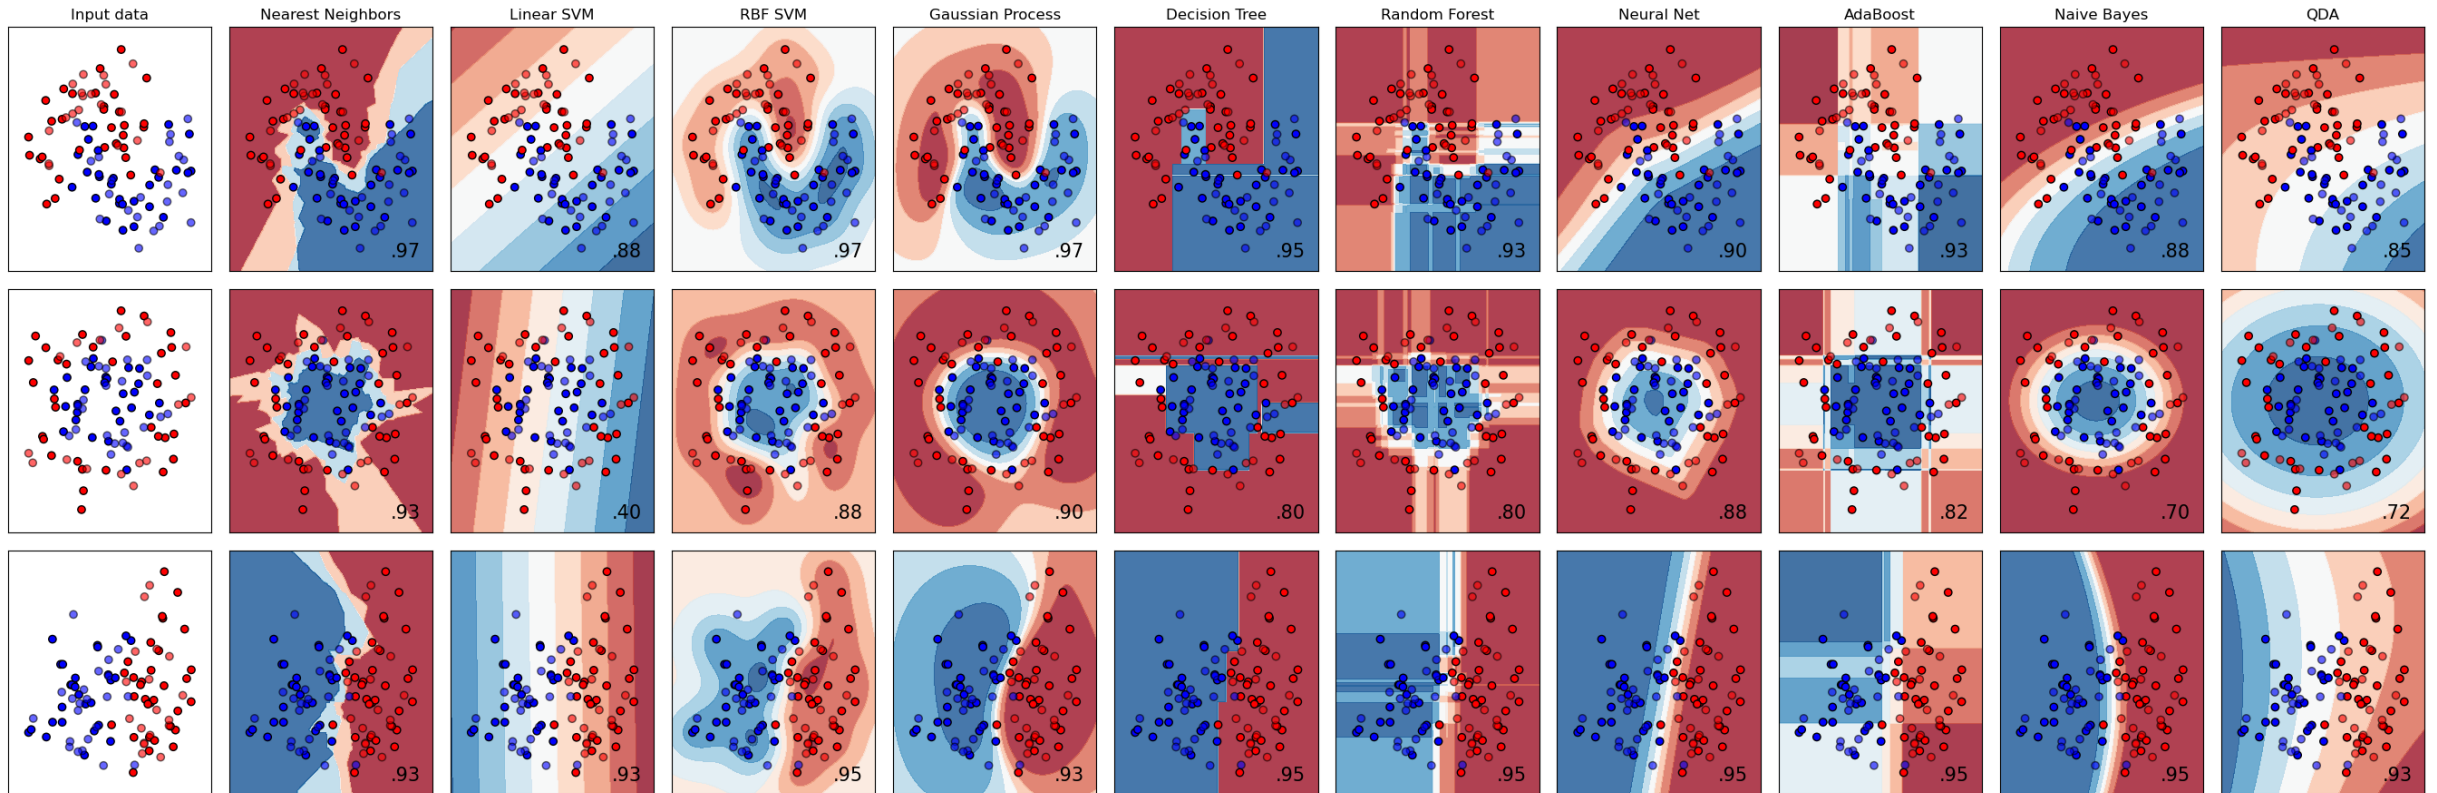 Input data Nearest Neighbors Linear SVM RBF SVM Gaussian Process Decision Tree Random Forest Neural Net AdaBoost Naive Bayes QDA
.97 .88 .97 .97 .95 .93 .90 .93 .88 .85
.93 .40 .88 .90 .80 .80 .88 .82 .70 .72
.93 .93 .95 .93 .95 .95 .95 .95 .95 .93